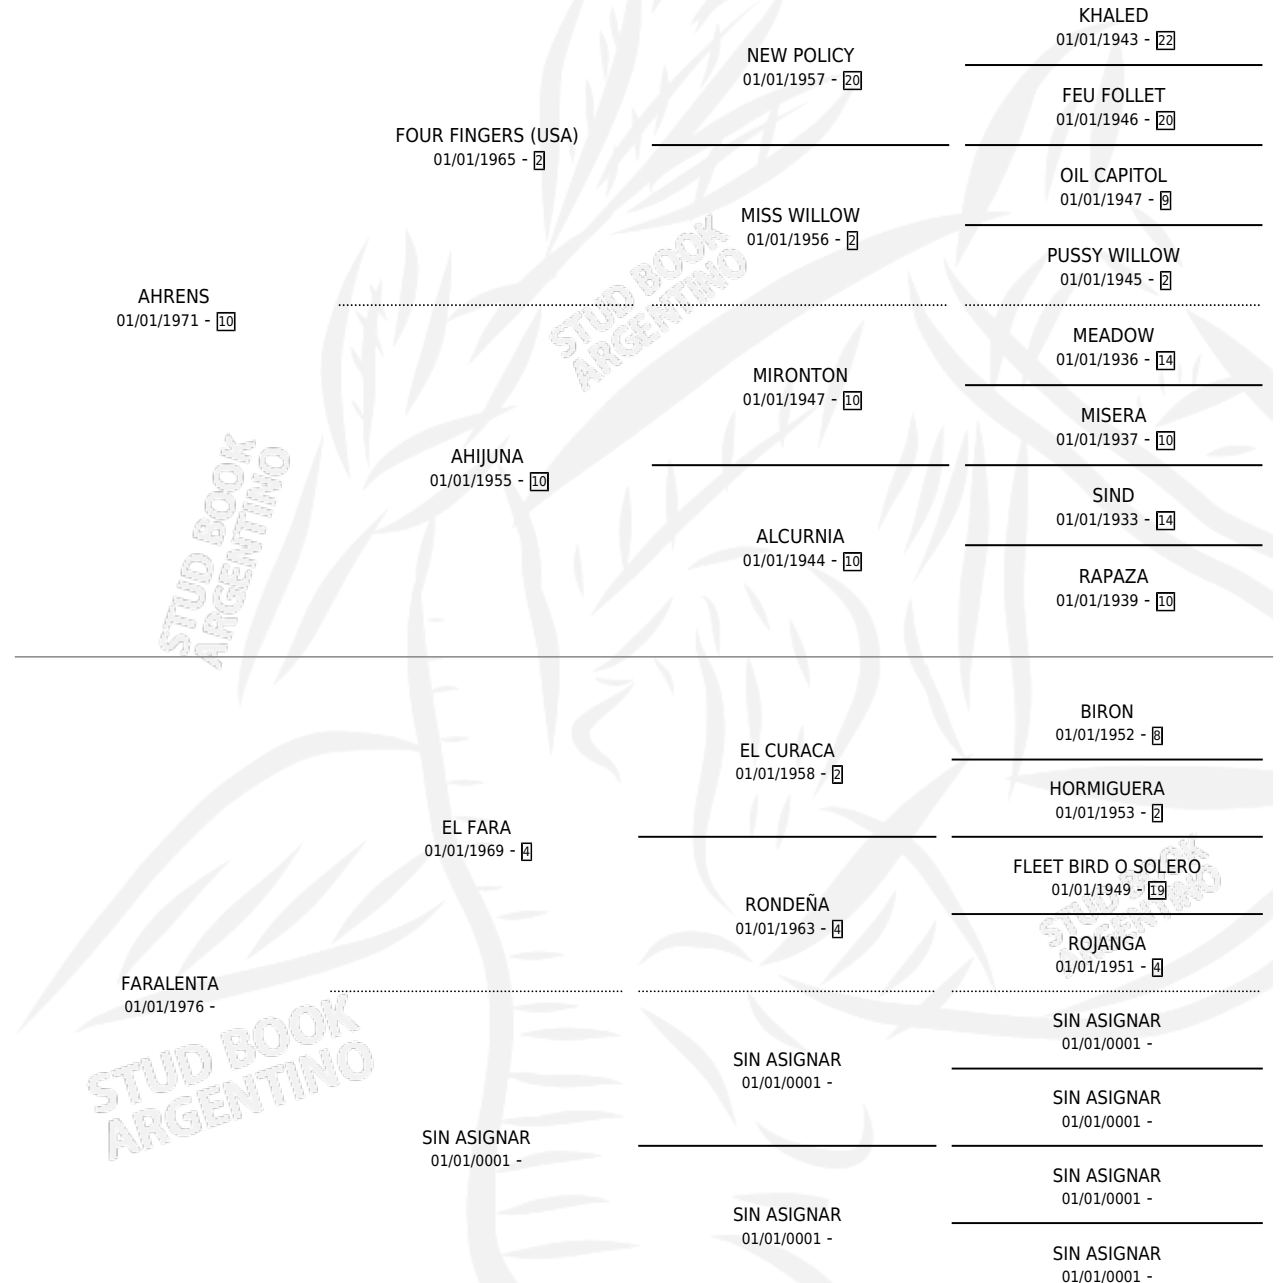 KHALED
01/01/1943 - 22
NEW POLICY
01/01/1957 - 20
FEU FOLLET
01/01/1946 - 20
FOUR FINGERS (USA)
01/01/1965 - 2
OIL CAPITOL
01/01/1947 - 9
MISS WILLOW
01/01/1956 - 2
PUSSY WILLOW
01/01/1945 - 2
AHRENS
01/01/1971 - 10
MEADOW
01/01/1936 - 14
MIRONTON
01/01/1947 - 10
MISERA
01/01/1937 - 10
AHIJUNA
01/01/1955 - 10
SIND
01/01/1933 - 14
ALCURNIA
01/01/1944 - 10
RAPAZA
01/01/1939 - 10
BIRON
01/01/1952 - 8
EL CURACA
01/01/1958 - 2
HORMIGUERA
01/01/1953 - 2
EL FARA
01/01/1969 - 4
FLEET BIRD O SOLERO
01/01/1949 - 19
RONDEÑA
01/01/1963 - 4
ROJANGA
01/01/1951 - 4
FARALENTA
01/01/1976 -
SIN ASIGNAR
01/01/0001 -
SIN ASIGNAR
01/01/0001 -
SIN ASIGNAR
01/01/0001 -
SIN ASIGNAR
01/01/0001 -
SIN ASIGNAR
01/01/0001 -
SIN ASIGNAR
01/01/0001 -
SIN ASIGNAR
01/01/0001 -
STUD BOOK
ARGENTINO
STUD BOOK
ARGENTINO
STUD BOOK
ARGENTINO
STUD BOOK
ARGENTINO